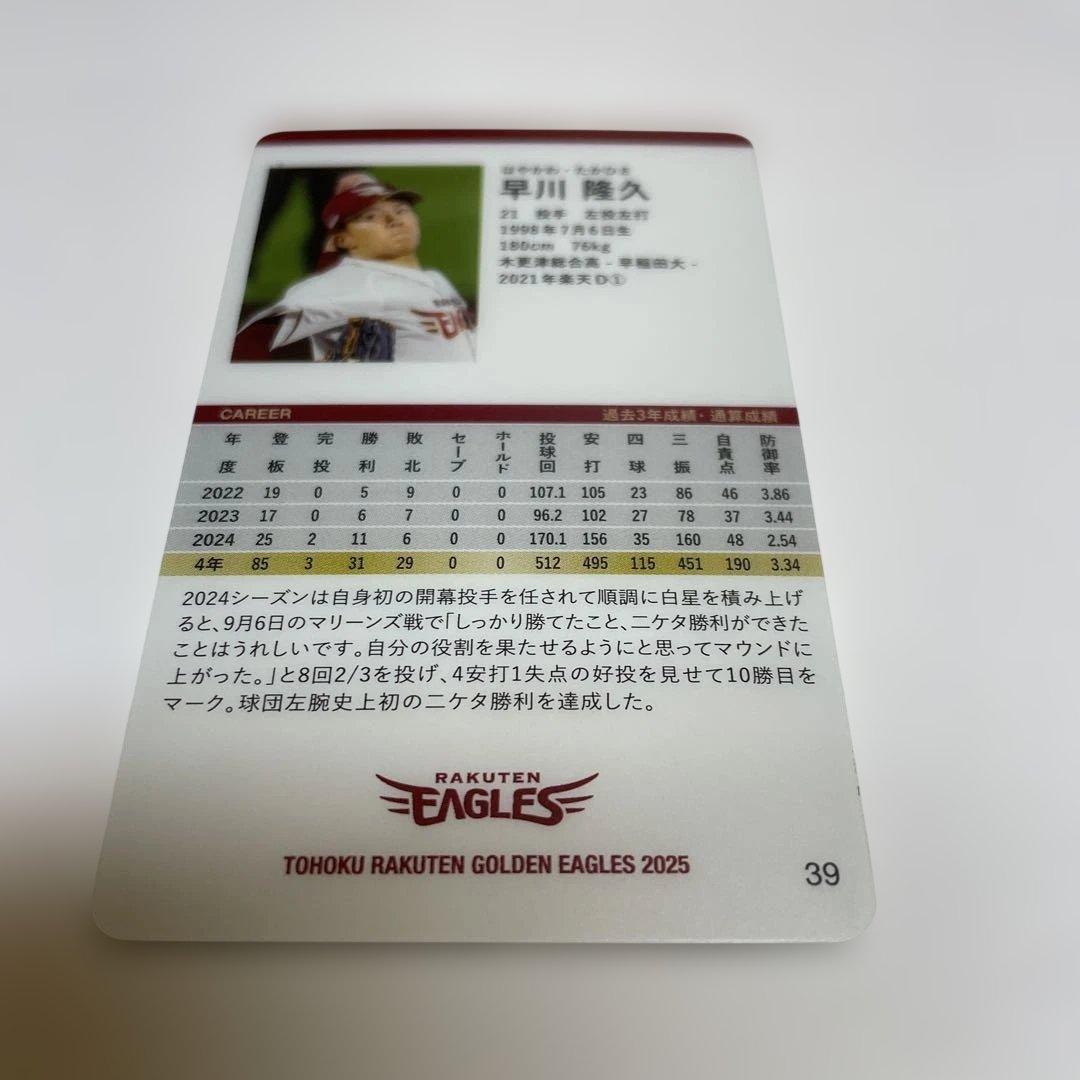 はやかわ・たかひさ
早川 隆久
21 投手 左投左打
1998年7月6日生
180cm 76kg
木更津総合高 - 早稲田大 -
2021年楽天D①
CAREER 過去3年成績・通算成績
年度 登板 完投 勝利 敗北 セーブ ホールド 投球回 安打 四球 三振 自責点 防御率
2022 19 0 5 9 0 0 107.1 105 23 86 46 3.86
2023 17 0 6 7 0 0 96.2 102 27 78 37 3.44
2024 25 2 11 6 0 0 170.1 156 35 160 48 2.54
4年 85 3 31 29 0 0 512 495 115 451 190 3.34
2024シーズンは自身初の開幕投手を任されて順調に白星を積み上げ
ると、9月6日のマリーンズ戦で「しっかり勝てたこと、二ケタ勝利ができた
ことはうれしいです。自分の役割を果たせるようにと思ってマウンドに
上がった。」と8回2/3を投げ、4安打1失点の好投を見せて10勝目を
マーク。球団左腕史上初の二ケタ勝利を達成した。
RAKUTEN
EAGLES
TOHOKU RAKUTEN GOLDEN EAGLES 2025
39